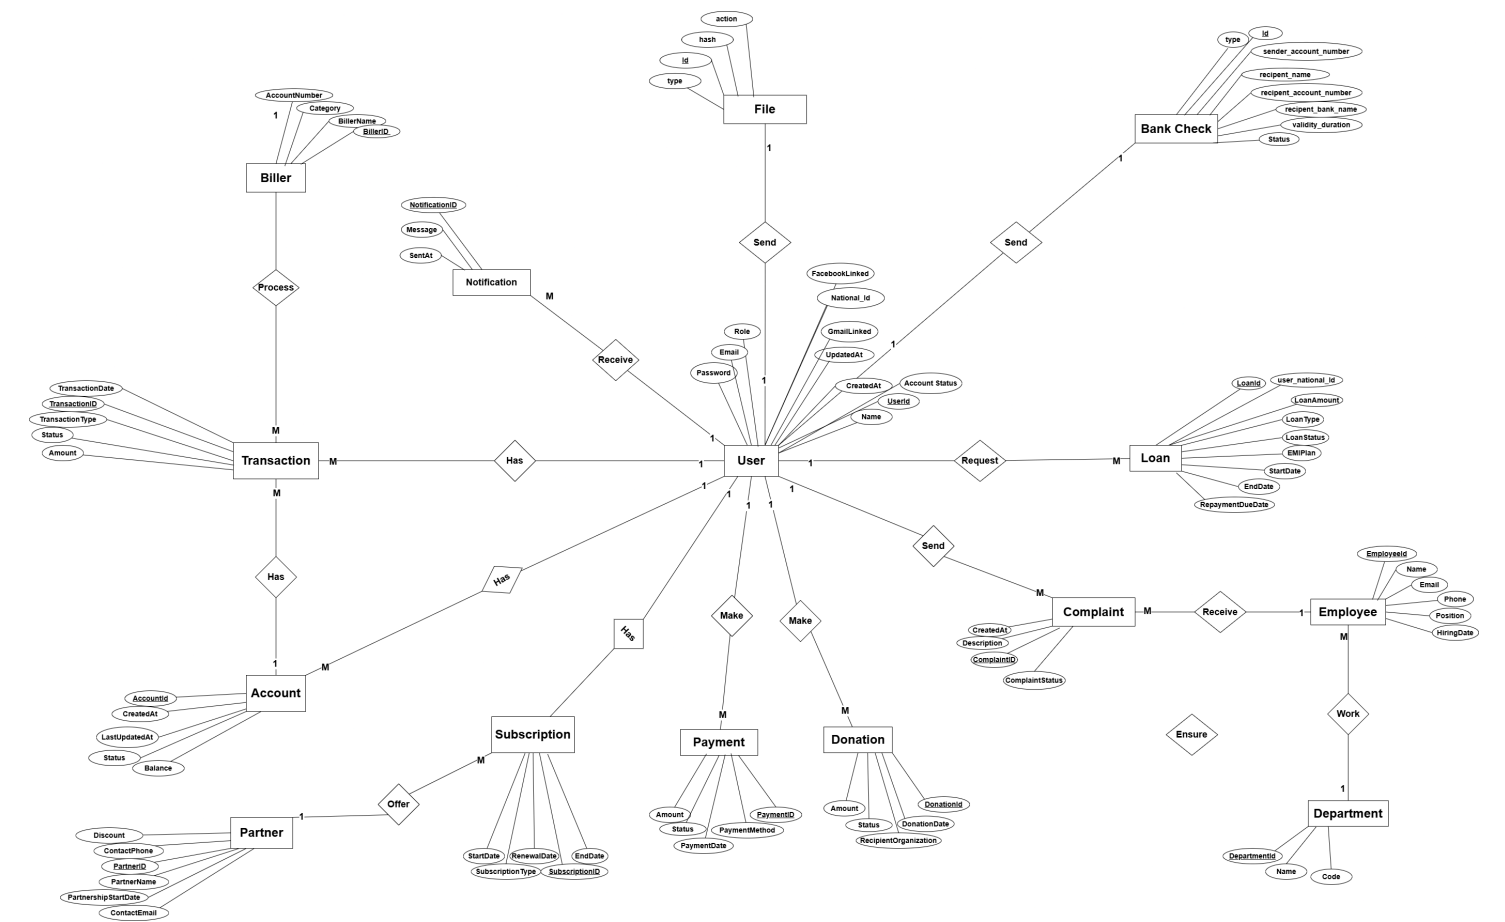 action
hash
Id
type
File
1
Send
1
type
Id
sender_account_number
recipent_name
recipent_account_number
recipent_bank_name
validity_duration
Status
Bank Check
1
Send
1
AccountNumber
1
Category
BillerName
BillerID
Biller
Process
M
NotificationID
Message
SentAt
Notification
M
Receive
1
FacebookLinked
National_Id
GmailLinked
UpdatedAt
CreatedAt
Account Status
UserId
Name
Role
Email
Password
User
TransactionDate
TransactionID
TransactionType
Status
Amount
Transaction
M
Has
1
1
Request
M
LoanId
user_national_id
LoanAmount
LoanType
LoanStatus
EMIPlan
StartDate
EndDate
RepaymentDueDate
Loan
M
Has
1
1
Has
M
1
Has
1
Make
M
1
Make
M
1
Send
M
Complaint
CreatedAt
Description
ComplaintID
ComplaintStatus
M
Receive
1
EmployeeId
Name
Email
Phone
Position
HiringDate
Employee
M
Work
1
Ensure
Department
DepartmentId
Name
Code
Account
AccountId
CreatedAt
LastUpdatedAt
Status
Balance
Subscription
M
Offer
1
Partner
Discount
ContactPhone
PartnerID
PartnerName
PartnershipStartDate
ContactEmail
StartDate
RenewalDate
EndDate
SubscriptionType
SubscriptionID
Payment
Amount
Status
PaymentDate
PaymentMethod
PaymentID
Donation
Amount
Status
RecipientOrganization
DonationDate
DonationId